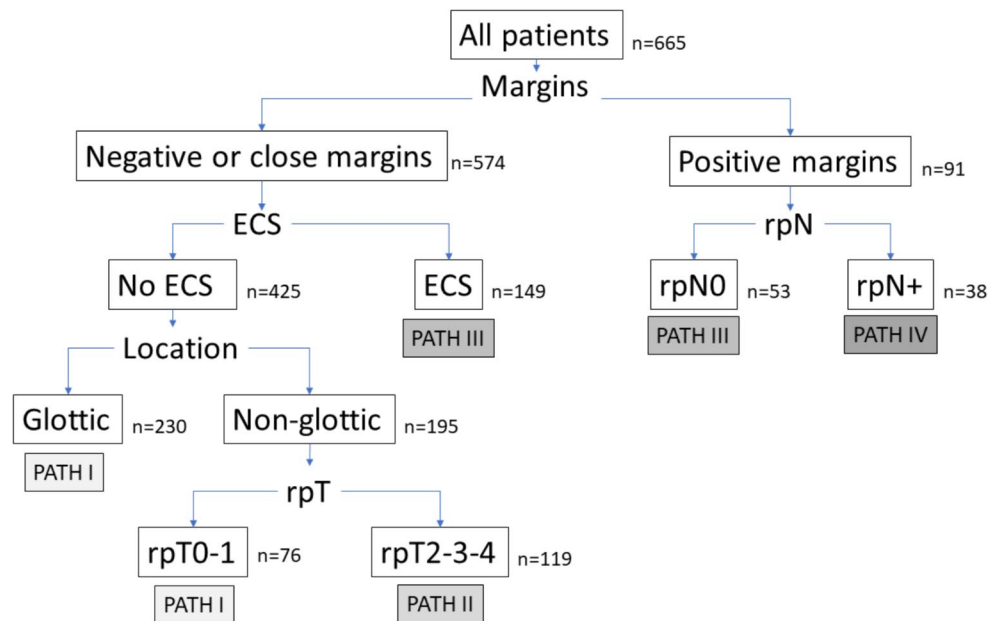 All patients n=665
Margins
Negative or close margins n=574
Positive margins n=91
ECS
rpN
No ECS n=425
ECS n=149
rpN0 n=53
rpN+ n=38
PATH III
PATH III
PATH IV
Location
Glottic n=230
Non-glottic n=195
PATH I
rpT
rpT0-1 n=76
rpT2-3-4 n=119
PATH I
PATH II